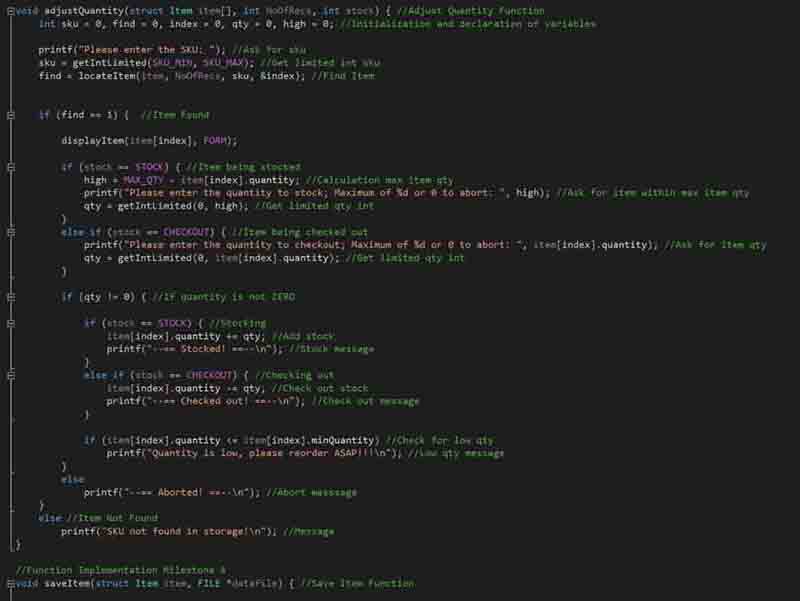 void adjustQuantity(struct Item item[], int NoOfRecs, int stock) { //Adjust Quantity Function
int sku = 0, find = 0, index = 0, qty = 0, high = 0; //Initialization and declaration of variables
printf("Please enter the SKU: "); //Ask for sku
sku = getIntLimited(SKU_MIN, SKU_MAX); //Get limited int sku
find = locateItem(item, NoOfRecs, sku, &index); //Find Item
if (find == 1) { //Item Found
displayItem(item[index], FORM);
if (stock == STOCK) { //Item being stocked
high = MAX_QTY - item[index].quantity; //Calculation max item qty
printf("Please enter the quantity to stock; Maximum of %d or 0 to abort: ", high); //Ask for item within max item qty
qty = getIntLimited(0, high); //Get limited qty int
}
else if (stock == CHECKOUT) { //Item being checked out
printf("Please enter the quantity to checkout; Maximum of %d or 0 to abort: ", item[index].quantity); //Ask for item qty
qty = getIntLimited(0, item[index].quantity); //Get limited qty int
}
if (qty != 0) { //if quantity is not ZERO
if (stock == STOCK) { //Stocking
item[index].quantity += qty; //Add stock
printf("--== Stocked! ==--\n"); //Stock message
}
else if (stock == CHECKOUT) { //Checking out
item[index].quantity -= qty; //Check out stock
printf("--== Checked out! ==--\n"); //Check out message
}
if (item[index].quantity <= item[index].minQuantity) //Check for low qty
printf("Quantity is low, please reorder ASAP!!!\n"); //Low qty message
}
else
printf("--== Aborted! ==--\n"); //Abort masssage
}
else //Item Not Found
printf("SKU not found in storage!\n"); //Message
}
//Function Implementation Milestone 6
void saveItem(struct Item item, FILE *dataFile) { //Save Item Function